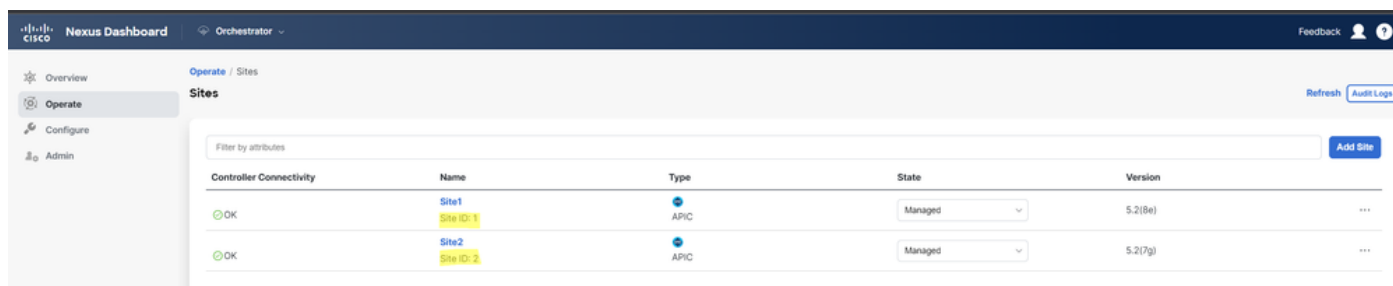 cisco Nexus Dashboard Orchestrator Feedback ?
Overview
Operate
Configure
Admin
Operate / Sites
Sites
Refresh Audit Logs
Filter by attributes Add Site
Controller Connectivity Name Type State Version
OK Site1 APIC Managed 5.2(8e) ...
Site ID: 1
OK Site2 APIC Managed 5.2(7g) ...
Site ID: 2